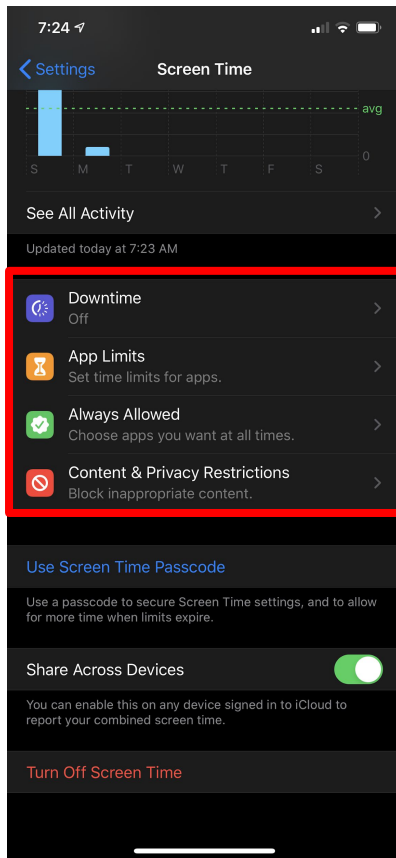 7:24
Settings Screen Time
avg
0
S M T W T F S
See All Activity
Updated today at 7:23 AM
Downtime
Off
App Limits
Set time limits for apps.
Always Allowed
Choose apps you want at all times.
Content & Privacy Restrictions
Block inappropriate content.
Use Screen Time Passcode
Use a passcode to secure Screen Time settings, and to allow
for more time when limits expire.
Share Across Devices
You can enable this on any device signed in to iCloud to
report your combined screen time.
Turn Off Screen Time